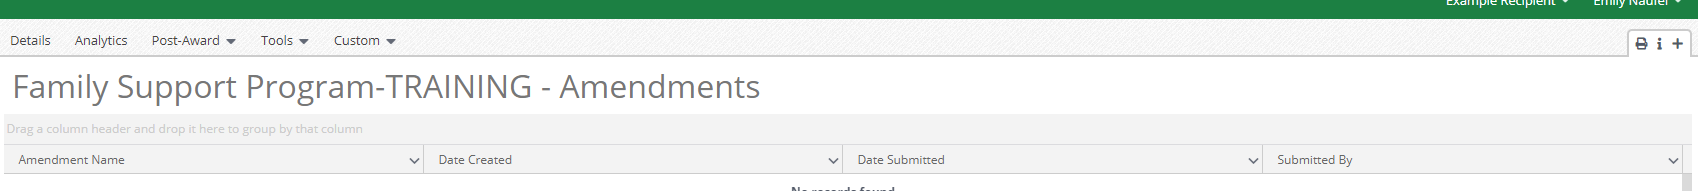 Example Recipient Emily Naufel
Details Analytics Post-Award Tools Custom
Family Support Program-TRAINING - Amendments
Drag a column header and drop it here to group by that column
Amendment Name Date Created Date Submitted Submitted By
No records found